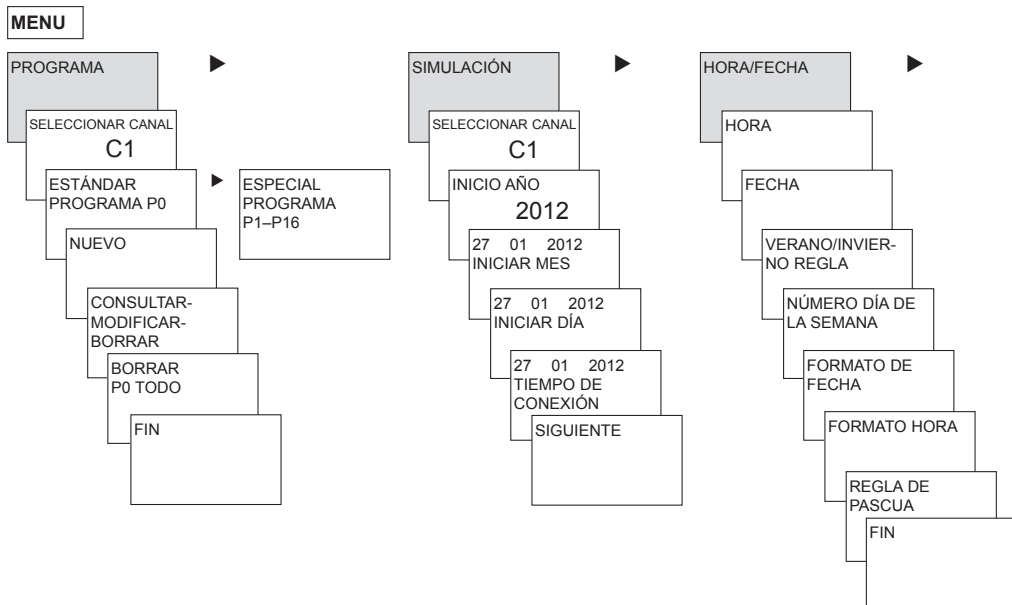 MENU
PROGRAMA
SELECCIONAR CANAL
C1
ESTÁNDAR
PROGRAMA P0
NUEVO
CONSULTAR-
MODIFICAR-
BORRAR
BORRAR
P0 TODO
FIN
ESPECIAL
PROGRAMA
P1–P16
SIMULACIÓN
SELECCIONAR CANAL
C1
INICIO AÑO
2012
27 01 2012
INICIAR MES
27 01 2012
INICIAR DÍA
27 01 2012
TIEMPO DE
CONEXIÓN
SIGUIENTE
HORA/FECHA
HORA
FECHA
VERANO/INVIER-
NO REGLA
NÚMERO DÍA DE
LA SEMANA
FORMATO DE
FECHA
FORMATO HORA
REGLA DE
PASCUA
FIN